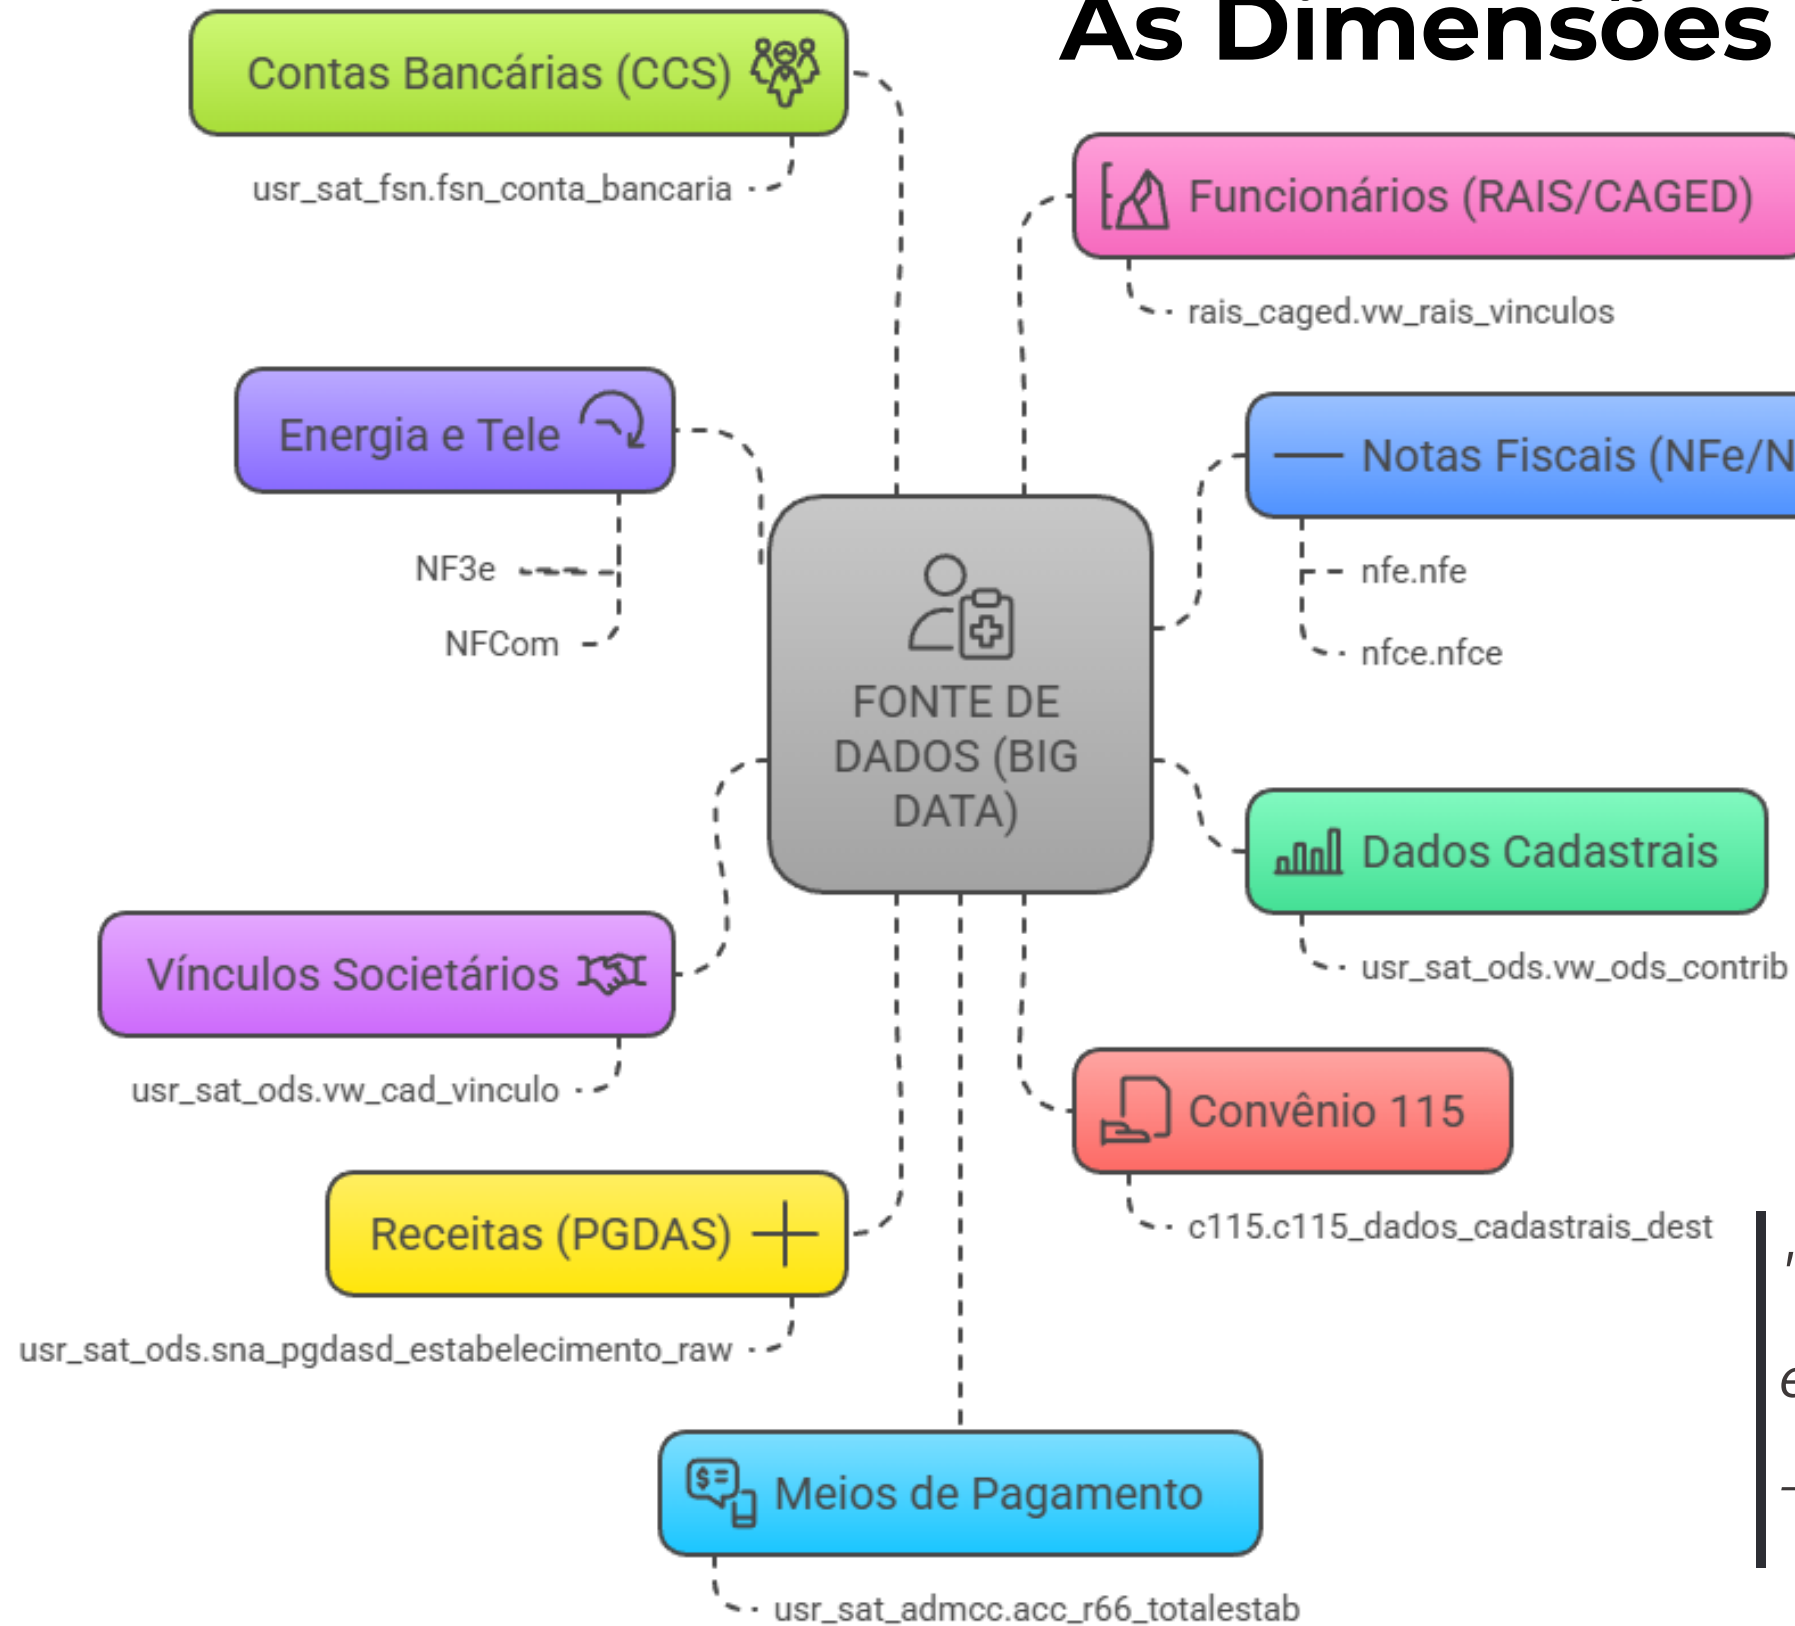 As Dimensões
Contas Bancárias (CCS)
usr_sat_fsn.fsn_conta_bancaria
Funcionários (RAIS/CAGED)
rais_caged.vw_rais_vinculos
Energia e Tele
NF3e
NFCom
Notas Fiscais (NFe/N
nfe.nfe
nfce.nfce
FONTE DE
DADOS (BIG
DATA)
Dados Cadastrais
usr_sat_ods.vw_ods_contrib
Vínculos Societários
usr_sat_ods.vw_cad_vinculo
Convênio 115
c115.c115_dados_cadastrais_dest
Receitas (PGDAS)
usr_sat_ods.sna_pgdasd_estabelecimento_raw
Meios de Pagamento
usr_sat_admcc.acc_r66_totalestab